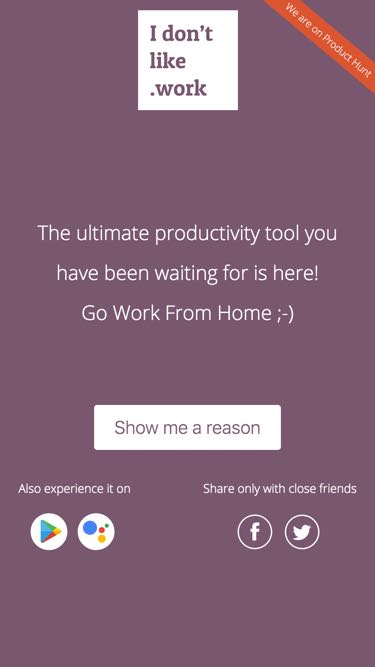 I don't
like
.work
We are on Product Hunt
The ultimate productivity tool you
have been waiting for is here!
Go Work From Home ;-)
Show me a reason
Also experience it on
Share only with close friends